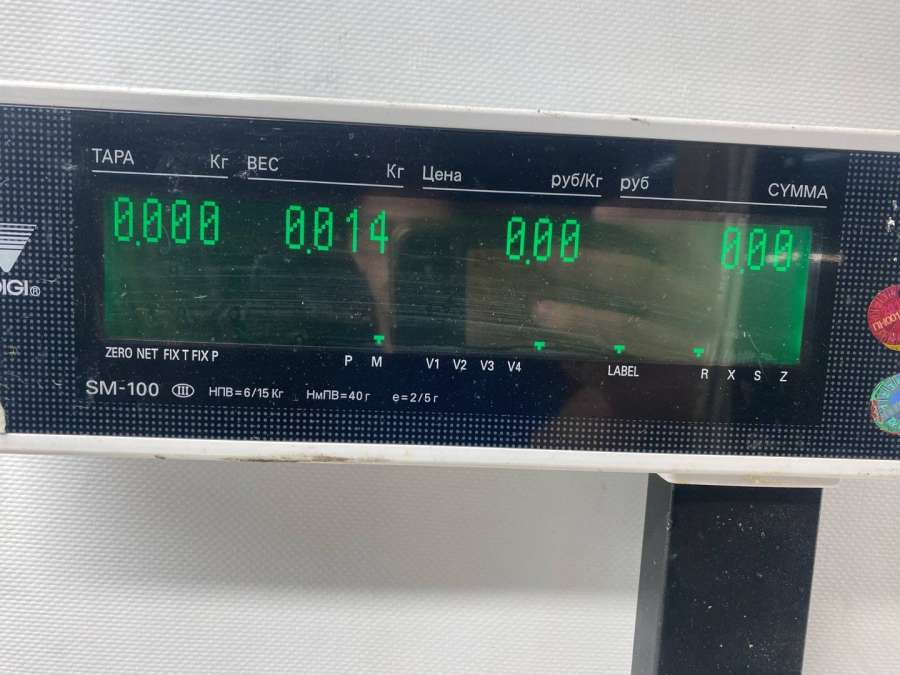 ТАРА Кг ВЕС Кг Цена руб/Кг руб СУММА
0.000 0.014 0.00 0.00
DIGI®
ZERO NET FIX T FIX P P M V1 V2 V3 V4 LABEL R X S Z
SM-100 III НПВ=6/15 Кг НмПВ=40 г е=2/5 г